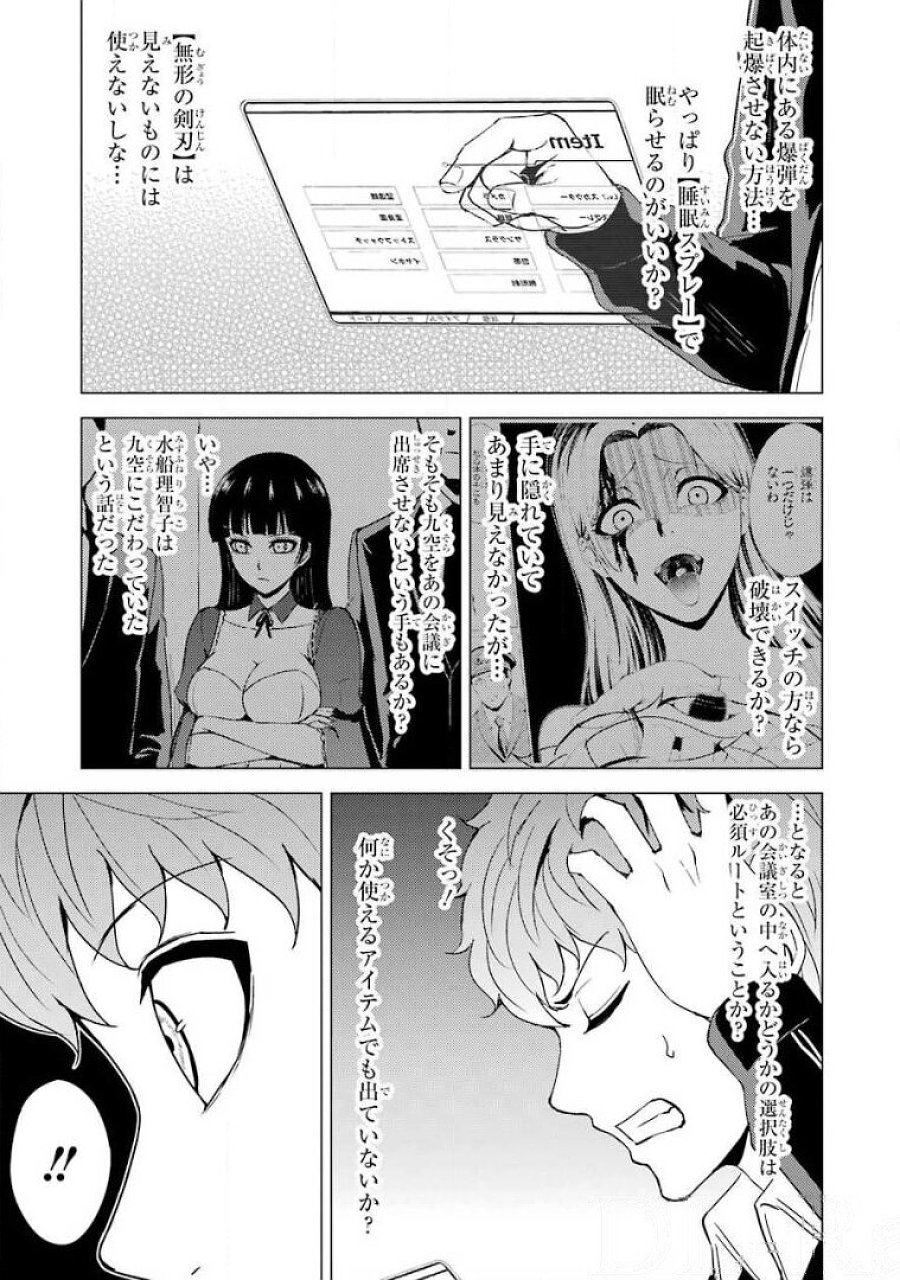 体内にある爆弾を
起爆させない方法…
やっぱり【睡眠スプレー】で
眠らせるのがいいか?
【無形の剣刃】は
見えないものには
使えないしな…
Item
一つだけじゃ
ないわ
スイッチの方なら
破壊できるか?
手に隠れていて
あまり見えなかったが…
そもそも九空をあの会議に
出席させないという手もあるか?
いや…
水船理智子は
九空にこだわっていた
という話だった
…となると
あの会議室の中へ入るかどうかの選択肢は
必須ルートということか?
くそっ!
何か使えるアイテムでも出ていないか?
!!